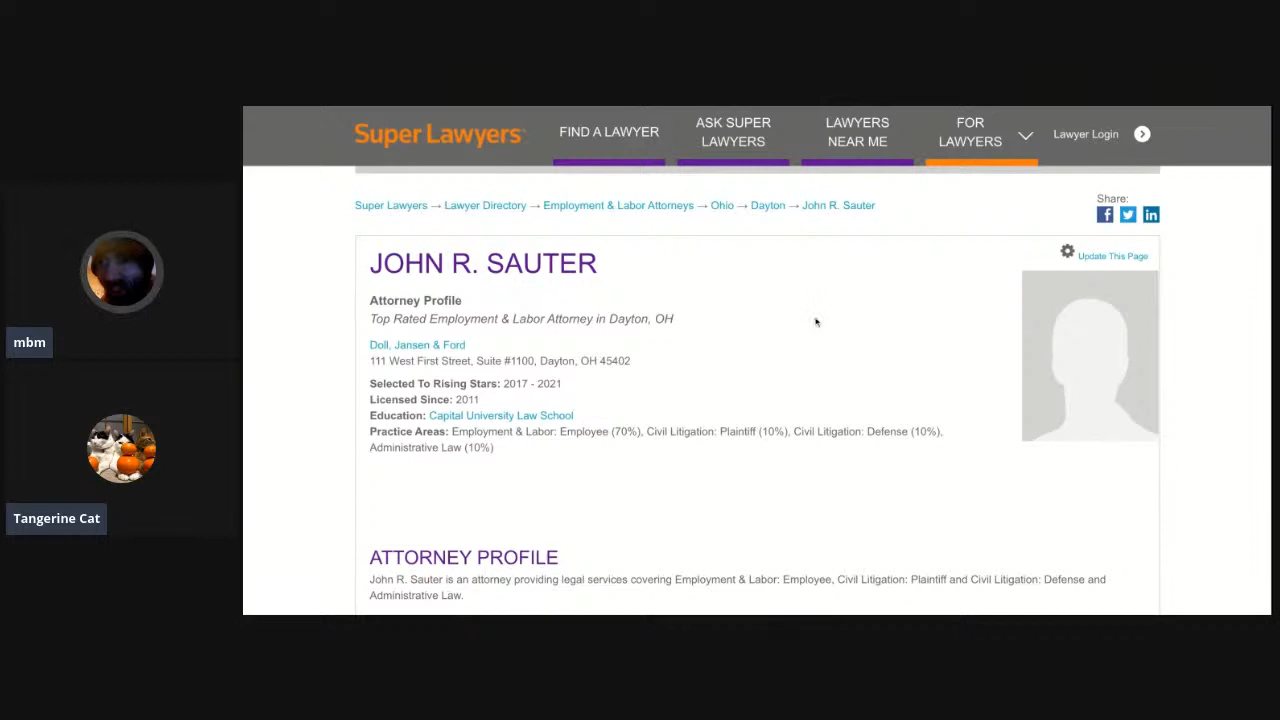 Super Lawyers
FIND A LAWYER
ASK SUPER
LAWYERS
LAWYERS
NEAR ME
FOR
LAWYERS
Lawyer Login
Super Lawyers → Lawyer Directory → Employment & Labor Attorneys → Ohio → Dayton → John R. Sauter
Share:
JOHN R. SAUTER
Update This Page
Attorney Profile
Top Rated Employment & Labor Attorney in Dayton, OH
Doll, Jansen & Ford
111 West First Street, Suite #1100, Dayton, OH 45402
Selected To Rising Stars: 2017 - 2021
Licensed Since: 2011
Education: Capital University Law School
Practice Areas: Employment & Labor: Employee (70%), Civil Litigation: Plaintiff (10%), Civil Litigation: Defense (10%),
Administrative Law (10%)
ATTORNEY PROFILE
John R. Sauter is an attorney providing legal services covering Employment & Labor: Employee, Civil Litigation: Plaintiff and Civil Litigation: Defense and
Administrative Law.
mbm
Tangerine Cat